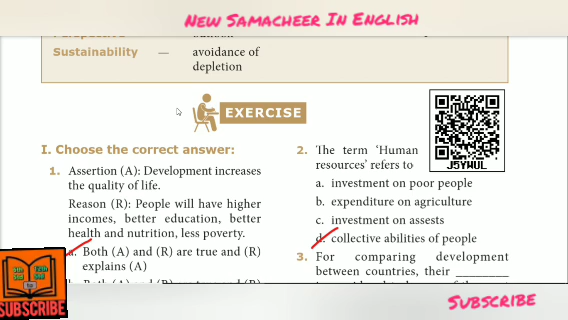 New Samacheer In English
Sustainability — avoidance of
depletion
EXERCISE
I. Choose the correct answer:
1. Assertion (A): Development increases
the quality of life.
Reason (R): People will have higher
incomes, better education, better
health and nutrition, less poverty.
a. Both (A) and (R) are true and (R)
explains (A)
2. The term ‘Human
resources’ refers to
J5YWUL
a. investment on poor people
b. expenditure on agriculture
c. investment on assests
d. collective abilities of people
3. For comparing development
between countries, their ________
SUBSCRIBE
Subscribe